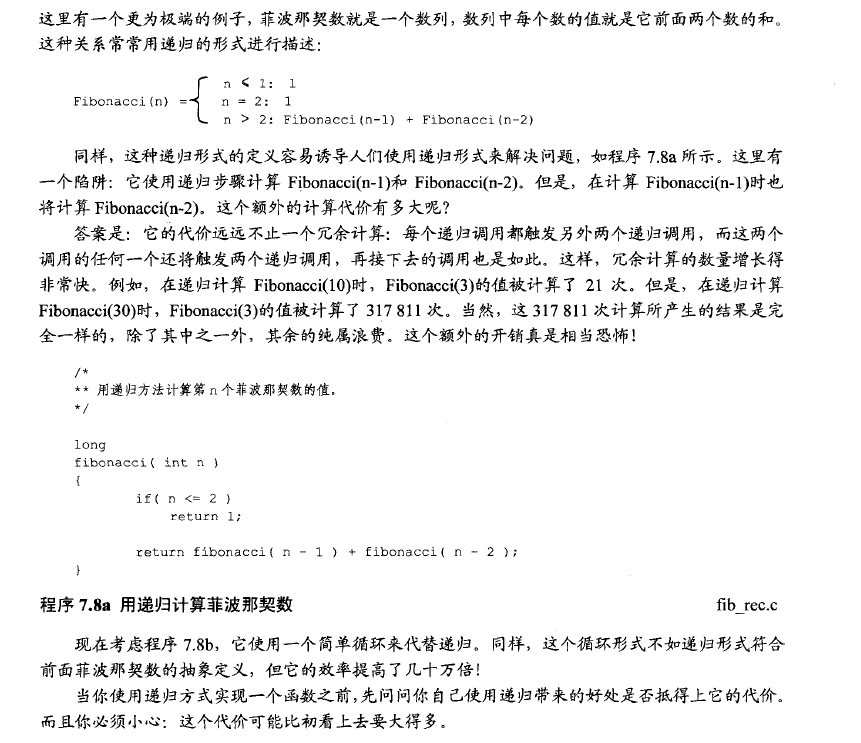 这里有一个更为极端的例子，菲波那契数就是一个数列，数列中每个数的值就是它前面两个数的和。
这种关系常常用递归的形式进行描述：
n ≤ 1: 1
Fibonacci(n) = n = 2: 1
n > 2: Fibonacci(n-1) + Fibonacci(n-2)
同样，这种递归形式的定义容易诱导人们使用递归形式来解决问题，如程序 7.8a 所示。这里有
一个陷阱：它使用递归步骤计算 Fibonacci(n-1)和 Fibonacci(n-2)。但是，在计算 Fibonacci(n-1)时也
将计算 Fibonacci(n-2)。这个额外的计算代价有多大呢？
答案是：它的代价远远不止一个冗余计算：每个递归调用都触发另外两个递归调用，而这两个
调用的任何一个还将触发两个递归调用，再接下去的调用也是如此。这样，冗余计算的数量增长得
非常快。例如，在递归计算 Fibonacci(10)时，Fibonacci(3)的值被计算了 21 次。但是，在递归计算
Fibonacci(30)时，Fibonacci(3)的值被计算了 317 811 次。当然，这 317 811 次计算所产生的结果是完
全一样的，除了其中之一外，其余的纯属浪费。这个额外的开销真是相当恐怖！
/*
** 用递归方法计算第 n 个菲波那契数的值。
*/
long
fibonacci( int n )
{
if( n <= 2 )
return 1;
return fibonacci( n - 1 ) + fibonacci( n - 2 );
}
程序 7.8a 用递归计算菲波那契数 fib_rec.c
现在考虑程序 7.8b，它使用一个简单循环来代替递归。同样，这个循环形式不如递归形式符合
前面菲波那契数的抽象定义，但它的效率提高了几十万倍！
当你使用递归方式实现一个函数之前，先问问你自己使用递归带来的好处是否抵得上它的代价。
而且你必须小心：这个代价可能比初看上去要大得多。